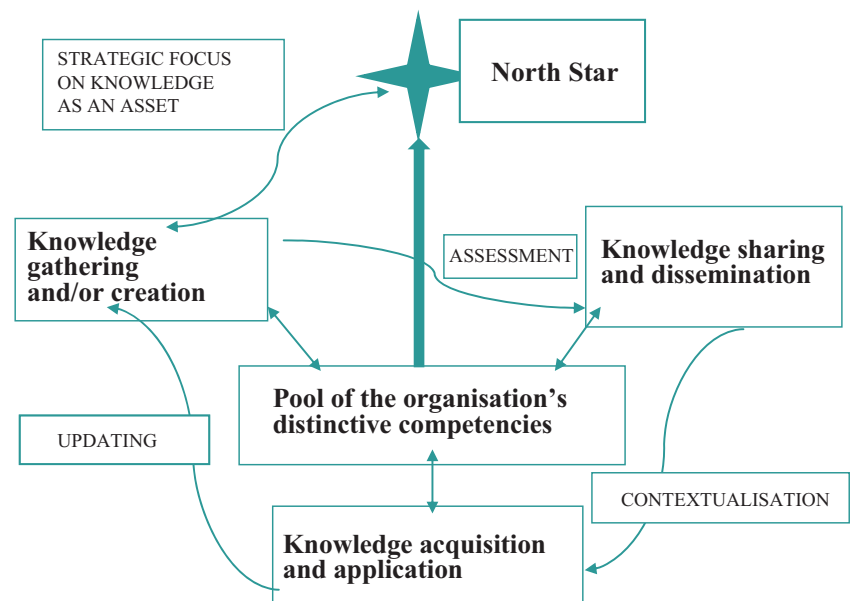 STRATEGIC FOCUS
ON KNOWLEDGE
AS AN ASSET
North Star
Knowledge
gathering
and/or creation
ASSESSMENT
Knowledge sharing
and dissemination
Pool of the organisation’s
distinctive competencies
UPDATING
CONTEXTUALISATION
Knowledge acquisition
and application